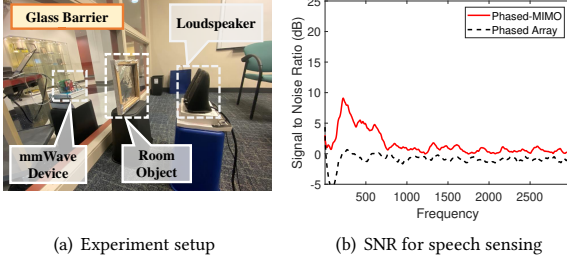 Glass Barrier
Loudspeaker
mmWave
Device
Room
Object
(a) Experiment setup
25
20
15
10
5
0
-5
Signal to Noise Ratio (dB)
Phased-MIMO
Phased Array
500 1000 1500 2000 2500
Frequency
(b) SNR for speech sensing